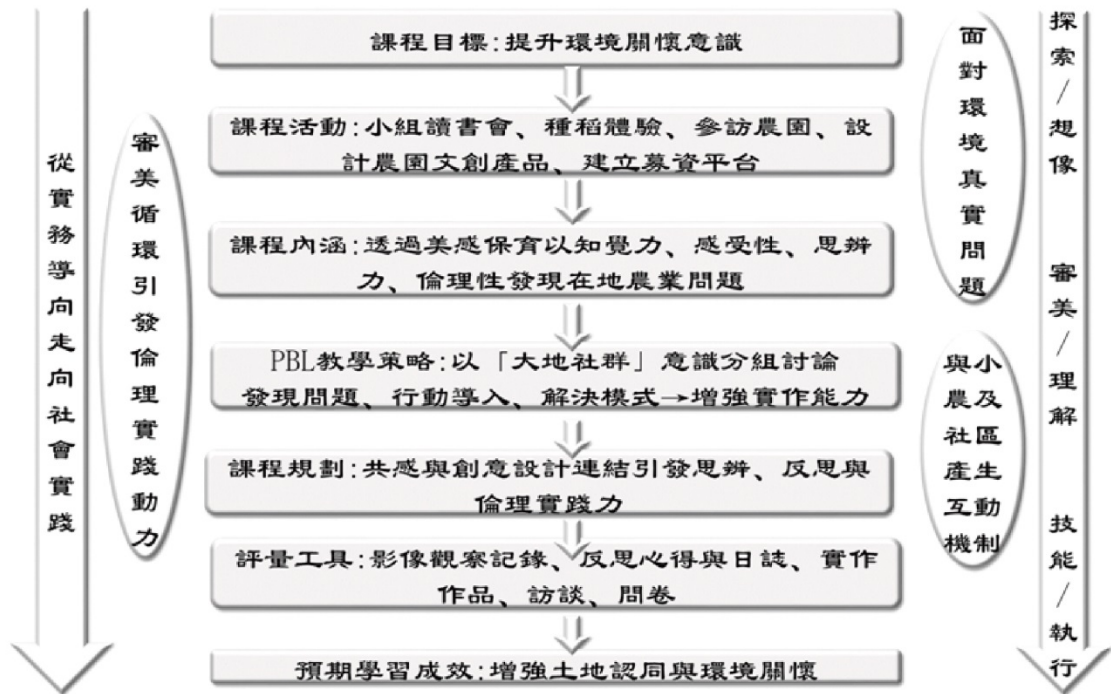 從實務導向走向社會實踐
審美循環引發倫理實踐動力
課程目標:提升環境關懷意識
課程活動:小組讀書會、種稻體驗、參訪農園、設
計農園文創產品、建立募資平台
課程內涵:透過美感保育以知覺力、感受性、思辨
力、倫理性發現在地農業問題
PBL教學策略:以「大地社群」意識分組討論
發現問題、行動導入、解決模式→增強實作能力
課程規劃:共感與創意設計連結引發思辨、反思與
倫理實踐力
評量工具:影像觀察記錄、反思心得與日誌、實作
作品、訪談、問卷
預期學習成效:增強土地認同與環境關懷
面對環境真實問題
與小
農及
社區
產生
互動
機制
探索/想像
審美/理解
技能/執行